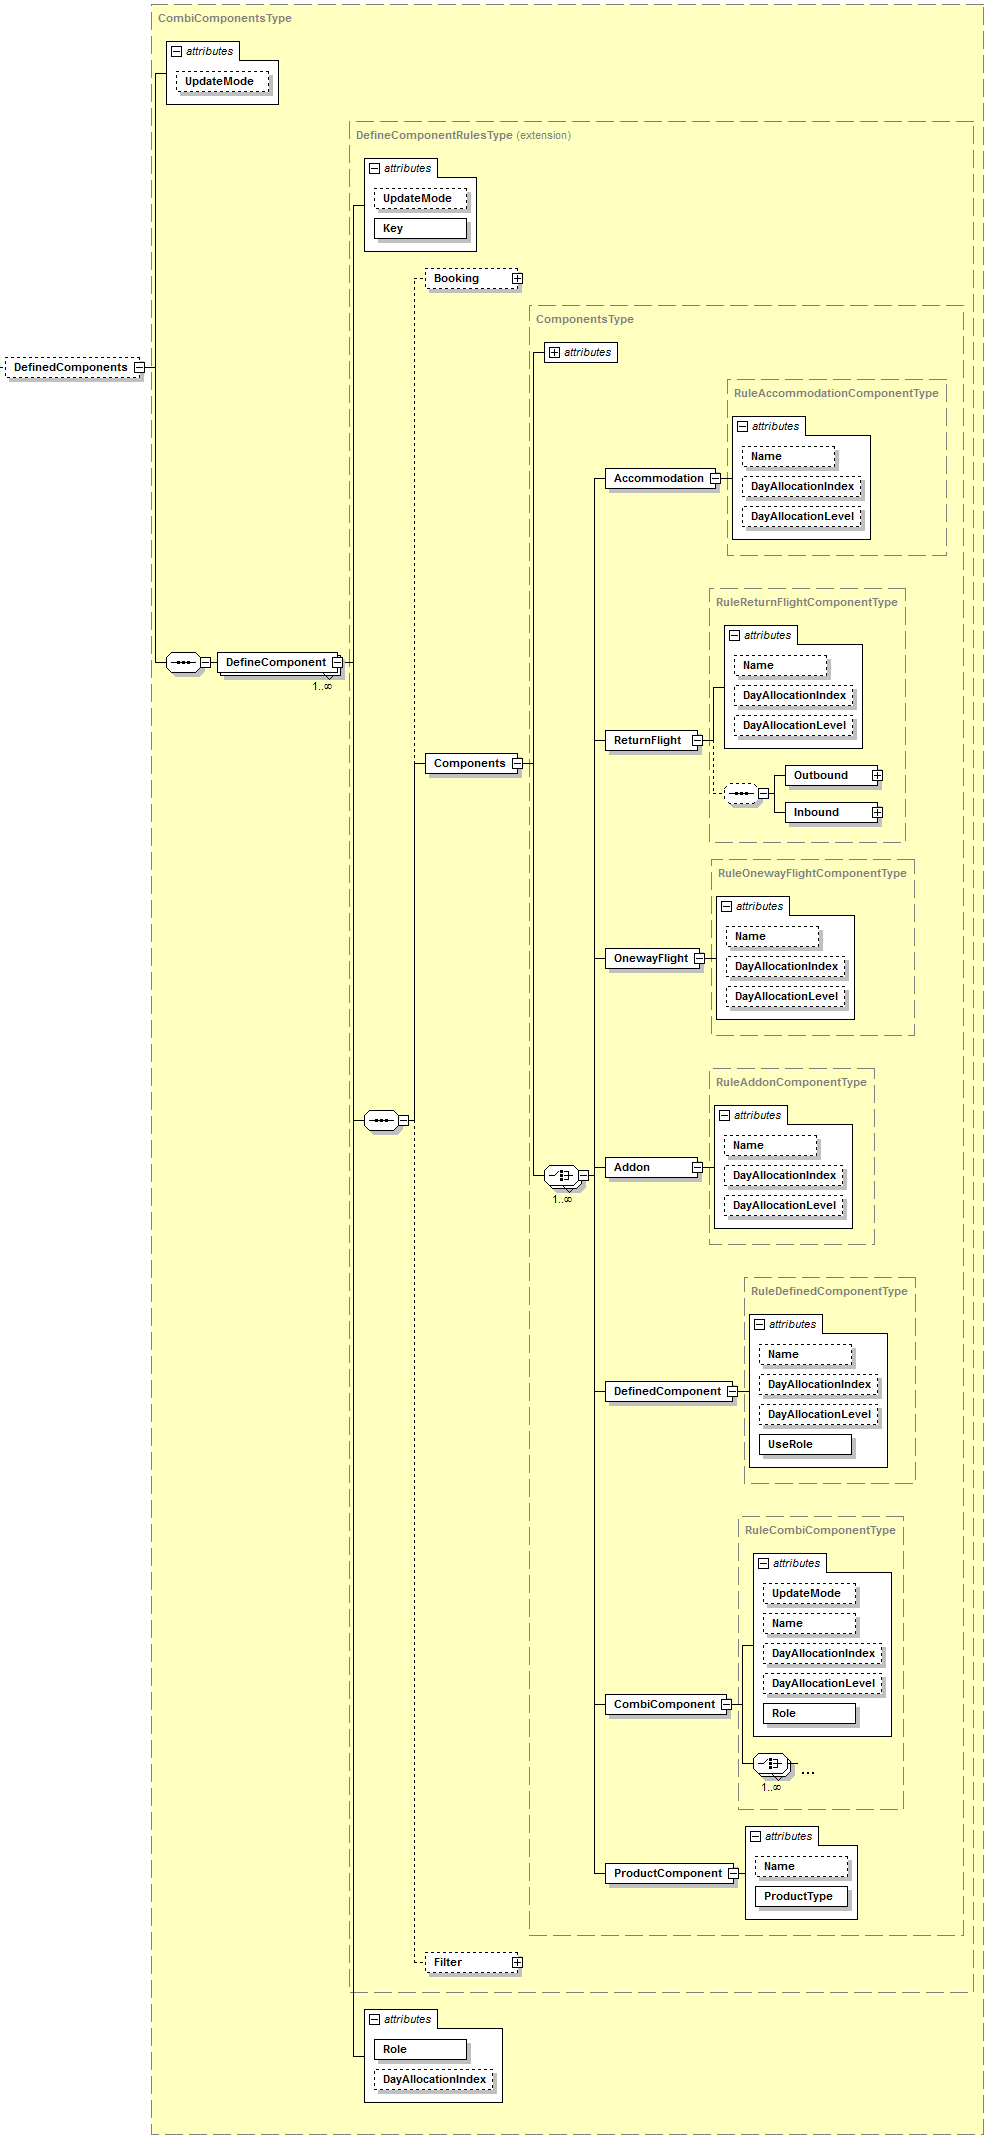 CombiComponentsType
attributes
UpdateMode
DefineComponentRulesType (extension)
attributes
UpdateMode
Key
Booking
ComponentsType
attributes
DefinedComponents
RuleAccommodationComponentType
attributes
Name
Accommodation
DayAllocationIndex
DayAllocationLevel
RuleReturnFlightComponentType
attributes
DefineComponent
1..∞
Name
DayAllocationIndex
DayAllocationLevel
ReturnFlight
Components
Outbound
Inbound
RuleOnewayFlightComponentType
attributes
Name
OnewayFlight
DayAllocationIndex
DayAllocationLevel
RuleAddonComponentType
attributes
Name
Addon
DayAllocationIndex
1..∞
DayAllocationLevel
RuleDefinedComponentType
attributes
Name
DayAllocationIndex
DefinedComponent
DayAllocationLevel
UseRole
RuleCombiComponentType
attributes
UpdateMode
Name
DayAllocationIndex
DayAllocationLevel
CombiComponent
Role
...
1..∞
attributes
Name
ProductComponent
ProductType
Filter
attributes
Role
DayAllocationIndex